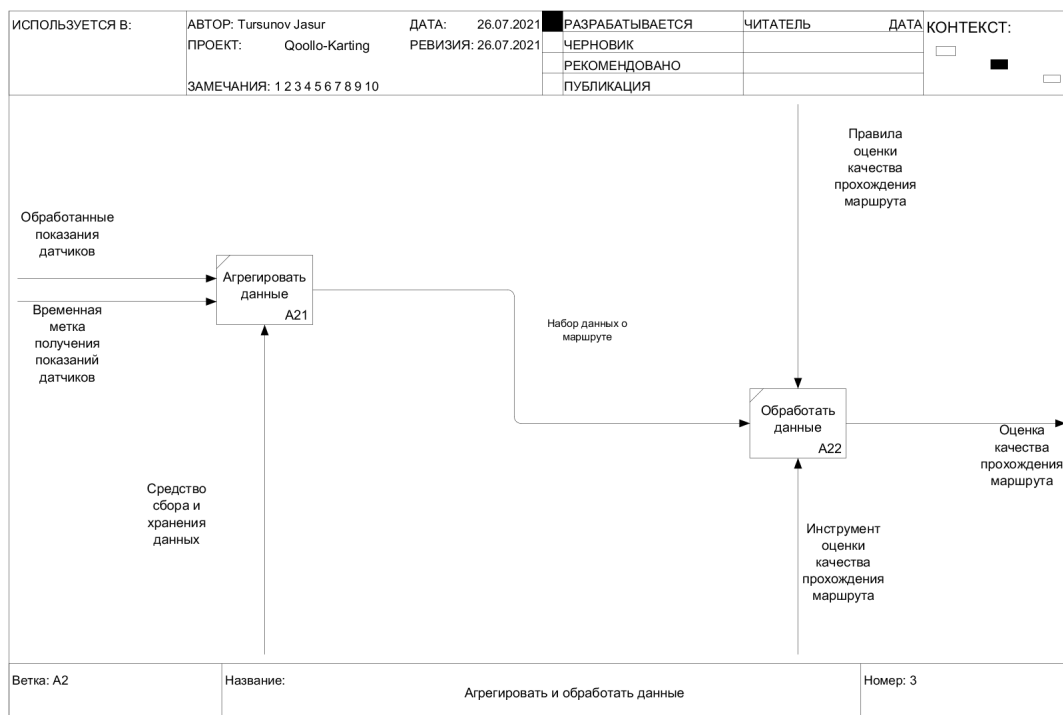 ИСПОЛЬЗУЕТСЯ В:
АВТОР: Tursunov Jasur
ДАТА: 26.07.2021
ПРОЕКТ: Qoollo-Karting
РЕВИЗИЯ: 26.07.2021
ЗАМЕЧАНИЯ: 1 2 3 4 5 6 7 8 9 10
РАЗРАБАТЫВАЕТСЯ
ЧЕРНОВИК
РЕКОМЕНДОВАНО
ПУБЛИКАЦИЯ
ЧИТАТЕЛЬ
ДАТА
КОНТЕКСТ:
Правила
оценки
качества
прохождения
маршрута
Обработанные
показания
датчиков
Агрегировать
данные
A21
Временная
метка
получения
показаний
датчиков
Набор данных о
маршруте
Обработать
данные
A22
Оценка
качества
прохождения
маршрута
Средство
сбора и
хранения
данных
Инструмент
оценки
качества
прохождения
маршрута
Ветка: A2
Название:
Агрегировать и обработать данные
Номер: 3